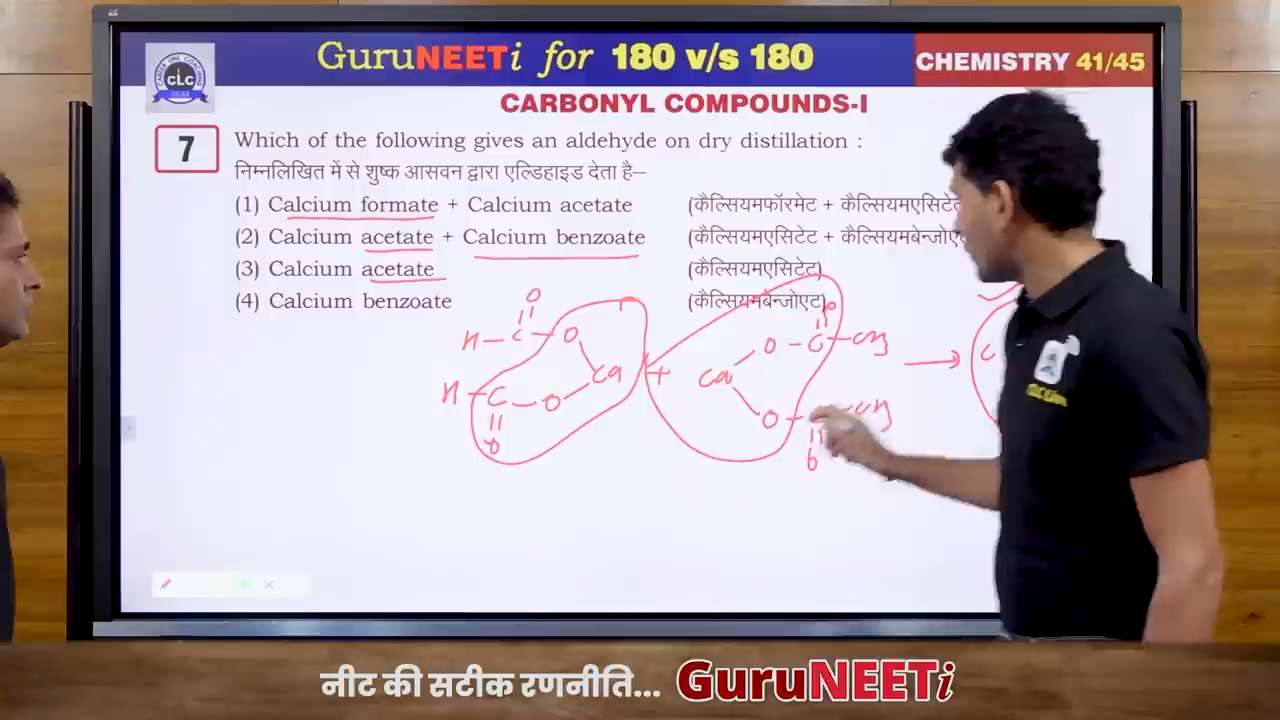 GuruNEETi for 180 v/s 180
CHEMISTRY 41/45
CLC
CARBONYL COMPOUNDS-I
7
Which of the following gives an aldehyde on dry distillation :
निम्नलिखित में से शुष्क आसवन द्वारा एल्डिहाइड देता है–
(1) Calcium formate + Calcium acetate (कैल्सियमफॉरमेट + कैल्सियमएसिटेट
(2) Calcium acetate + Calcium benzoate (कैल्सियमएसिटेट +
(3) Calcium acetate (कैल्सियमएसिटेट)
(4) Calcium benzoate (कैल्सियमबेन्जोएट)
O O
H – C – O O – C – CH3
Ca + Ca →
H – C – O O – CH3
O O
नीट की सटीक रणनीति... GuruNEETi